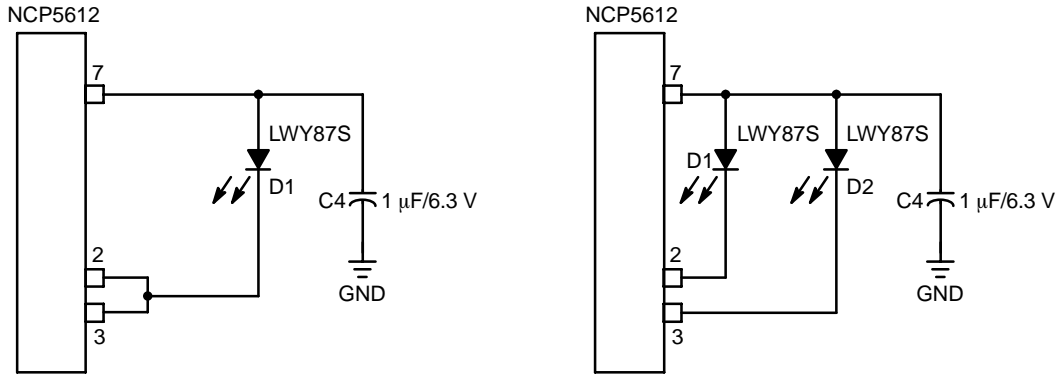 NCP5612
7
LWY87S
D1
C4
1 μF/6.3 V
2
GND
3
NCP5612
7
LWY87S
LWY87S
D1
D2
C4
1 μF/6.3 V
2
GND
3